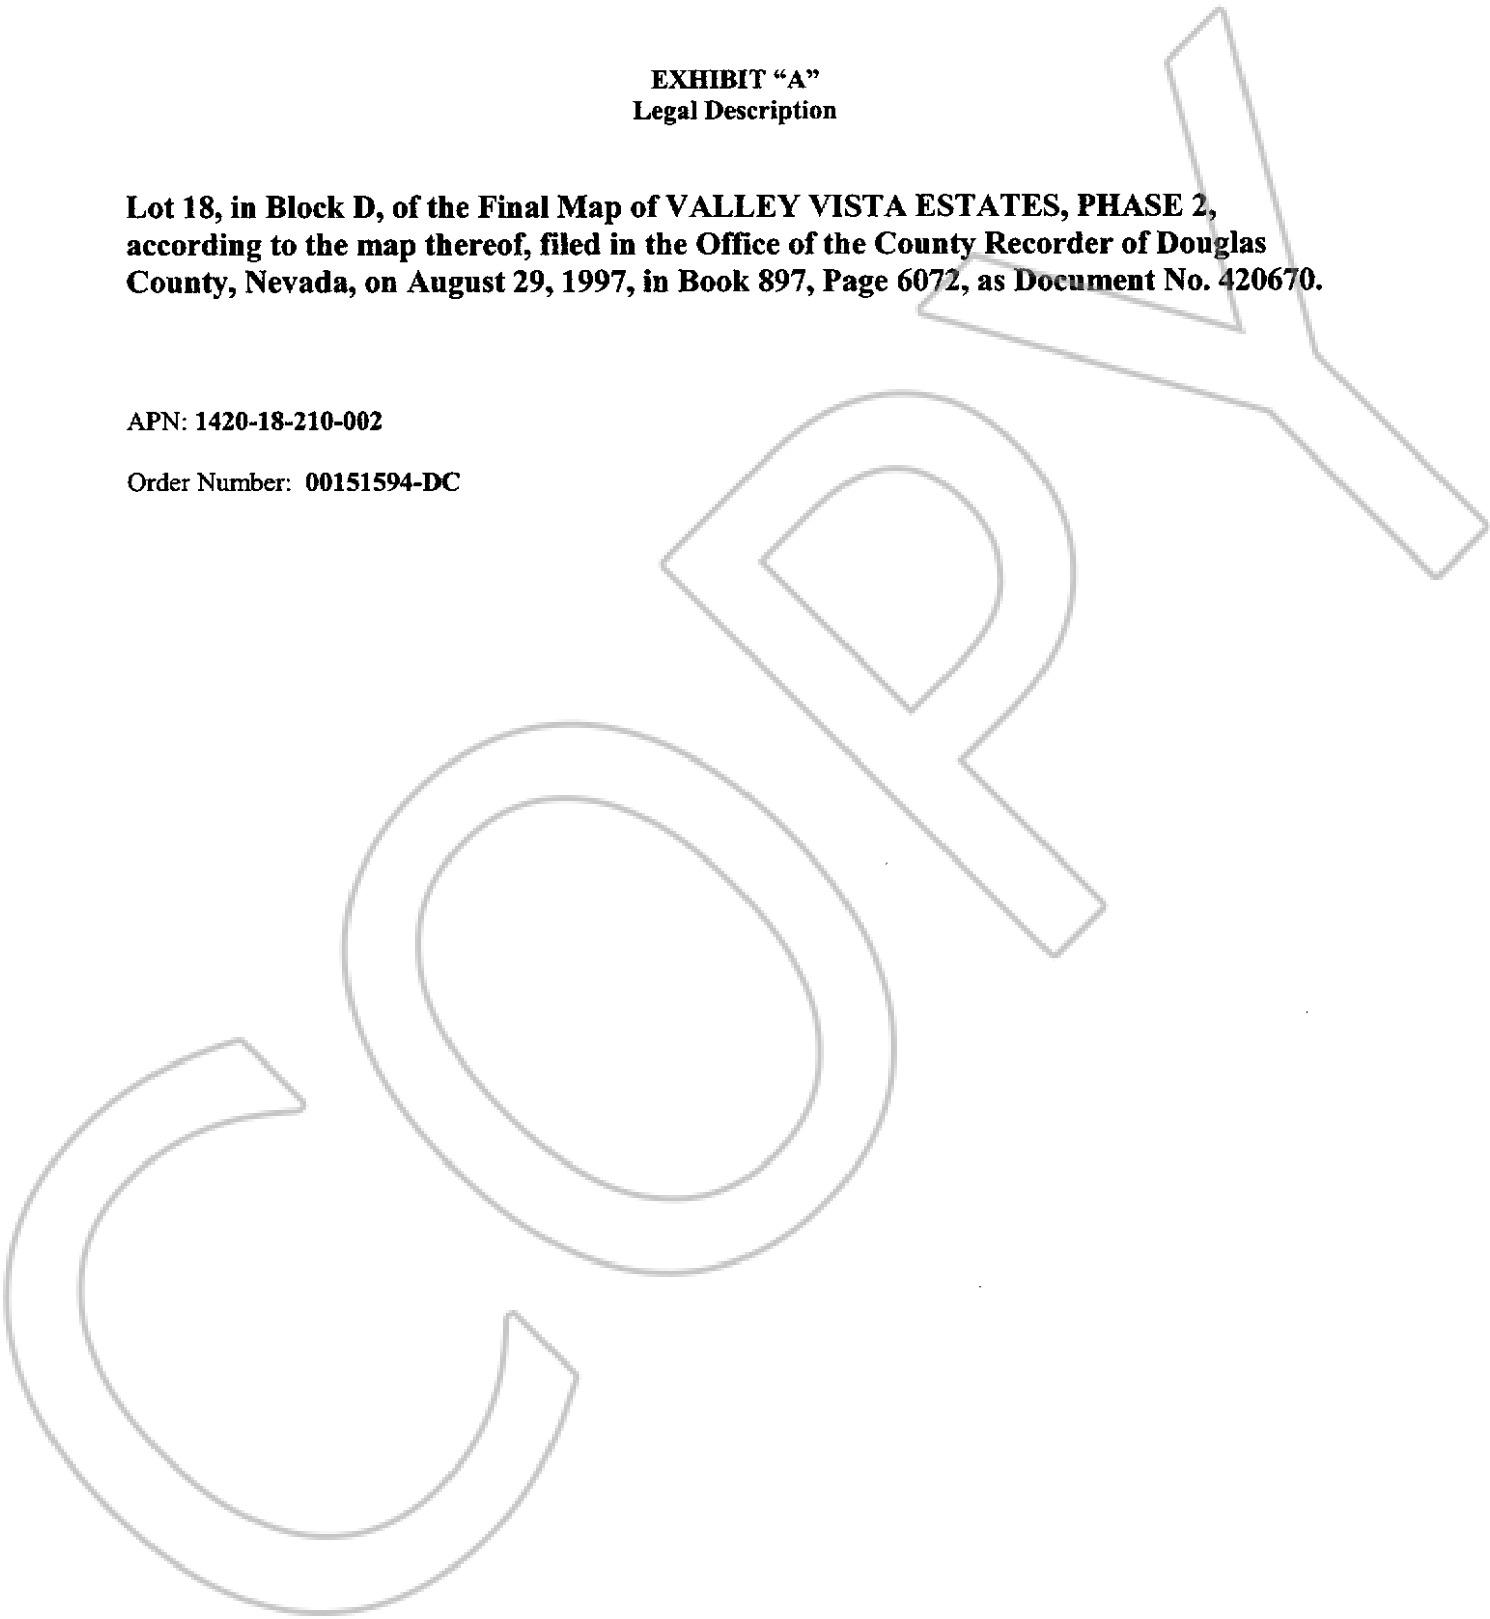 EXHIBIT “A”
Legal Description
Lot 18, in Block D, of the Final Map of VALLEY VISTA ESTATES, PHASE 2,
according to the map thereof, filed in the Office of the County Recorder of Douglas
County, Nevada, on August 29, 1997, in Book 897, Page 6072, as Document No. 420670.
APN: 1420-18-210-002
Order Number: 00151594-DC
COPY